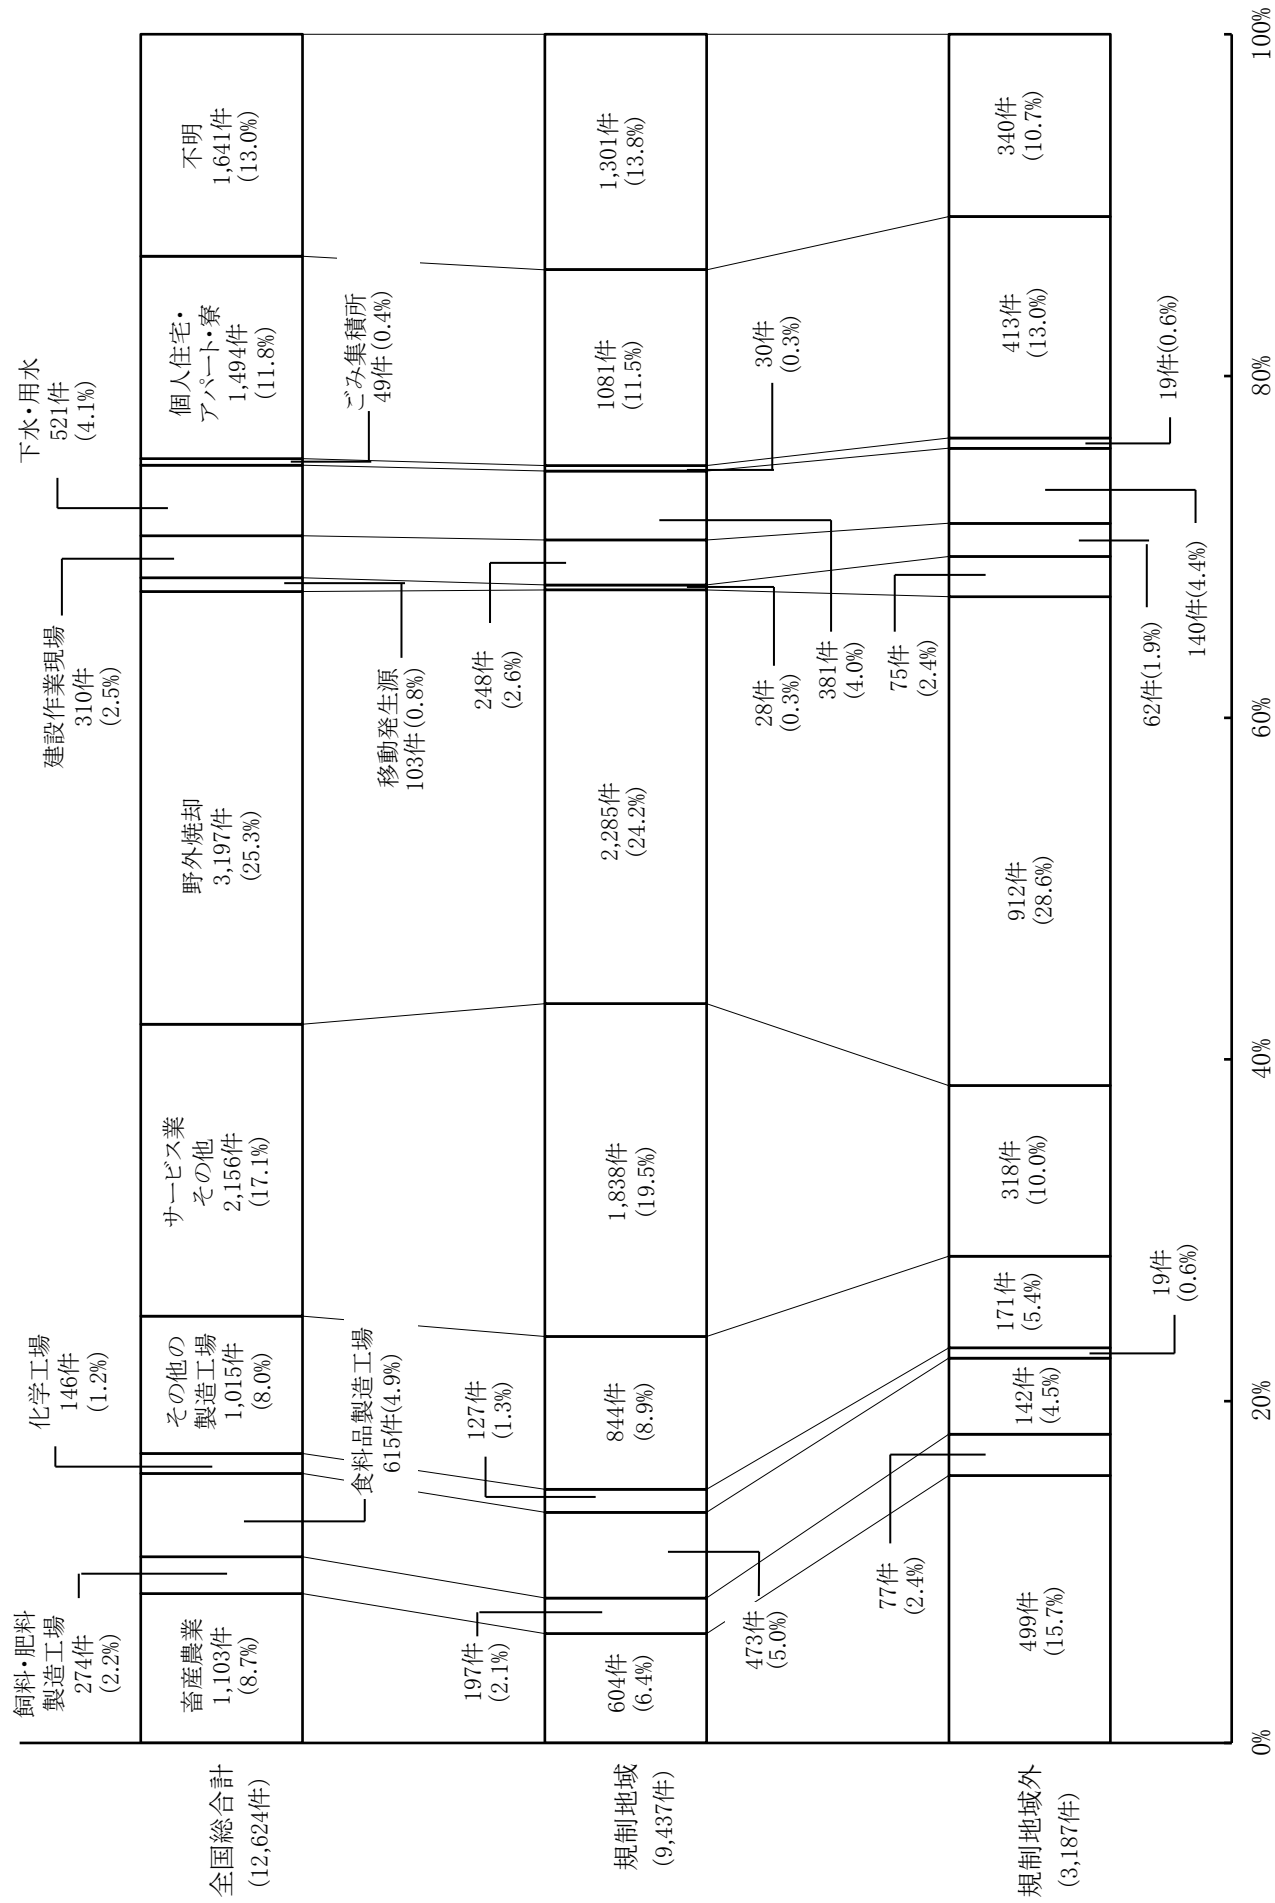 飼料・肥料
製造工場
274件
(2.2%)
化学工場
146件
(1.2%)
建設作業現場
310件
(2.5%)
下水・用水
521件
(4.1%)
全国総合計
(12,624件)
畜産農業
1,103件
(8.7%)
その他の
製造工場
1,015件
(8.0%)
サービス業
その他
2,156件
(17.1%)
野外焼却
3,197件
(25.3%)
個人住宅・
アパート・寮
1,494件
(11.8%)
不明
1,641件
(13.0%)
食料品製造工場
615件(4.9%)
移動発生源
103件(0.8%)
ごみ集積所
49件(0.4%)
197件
(2.1%)
127件
(1.3%)
248件
(2.6%)
規制地域
(9,437件)
604件
(6.4%)
844件
(8.9%)
1,838件
(19.5%)
2,285件
(24.2%)
1081件
(11.5%)
1,301件
(13.8%)
473件
(5.0%)
28件
(0.3%)
381件
(4.0%)
30件
(0.3%)
77件
(2.4%)
75件
(2.4%)
規制地域外
(3,187件)
499件
(15.7%)
142件
(4.5%)
171件
(5.4%)
318件
(10.0%)
912件
(28.6%)
413件
(13.0%)
340件
(10.7%)
19件
(0.6%)
62件(1.9%)
140件(4.4%)
19件(0.6%)
0%
20%
40%
60%
80%
100%